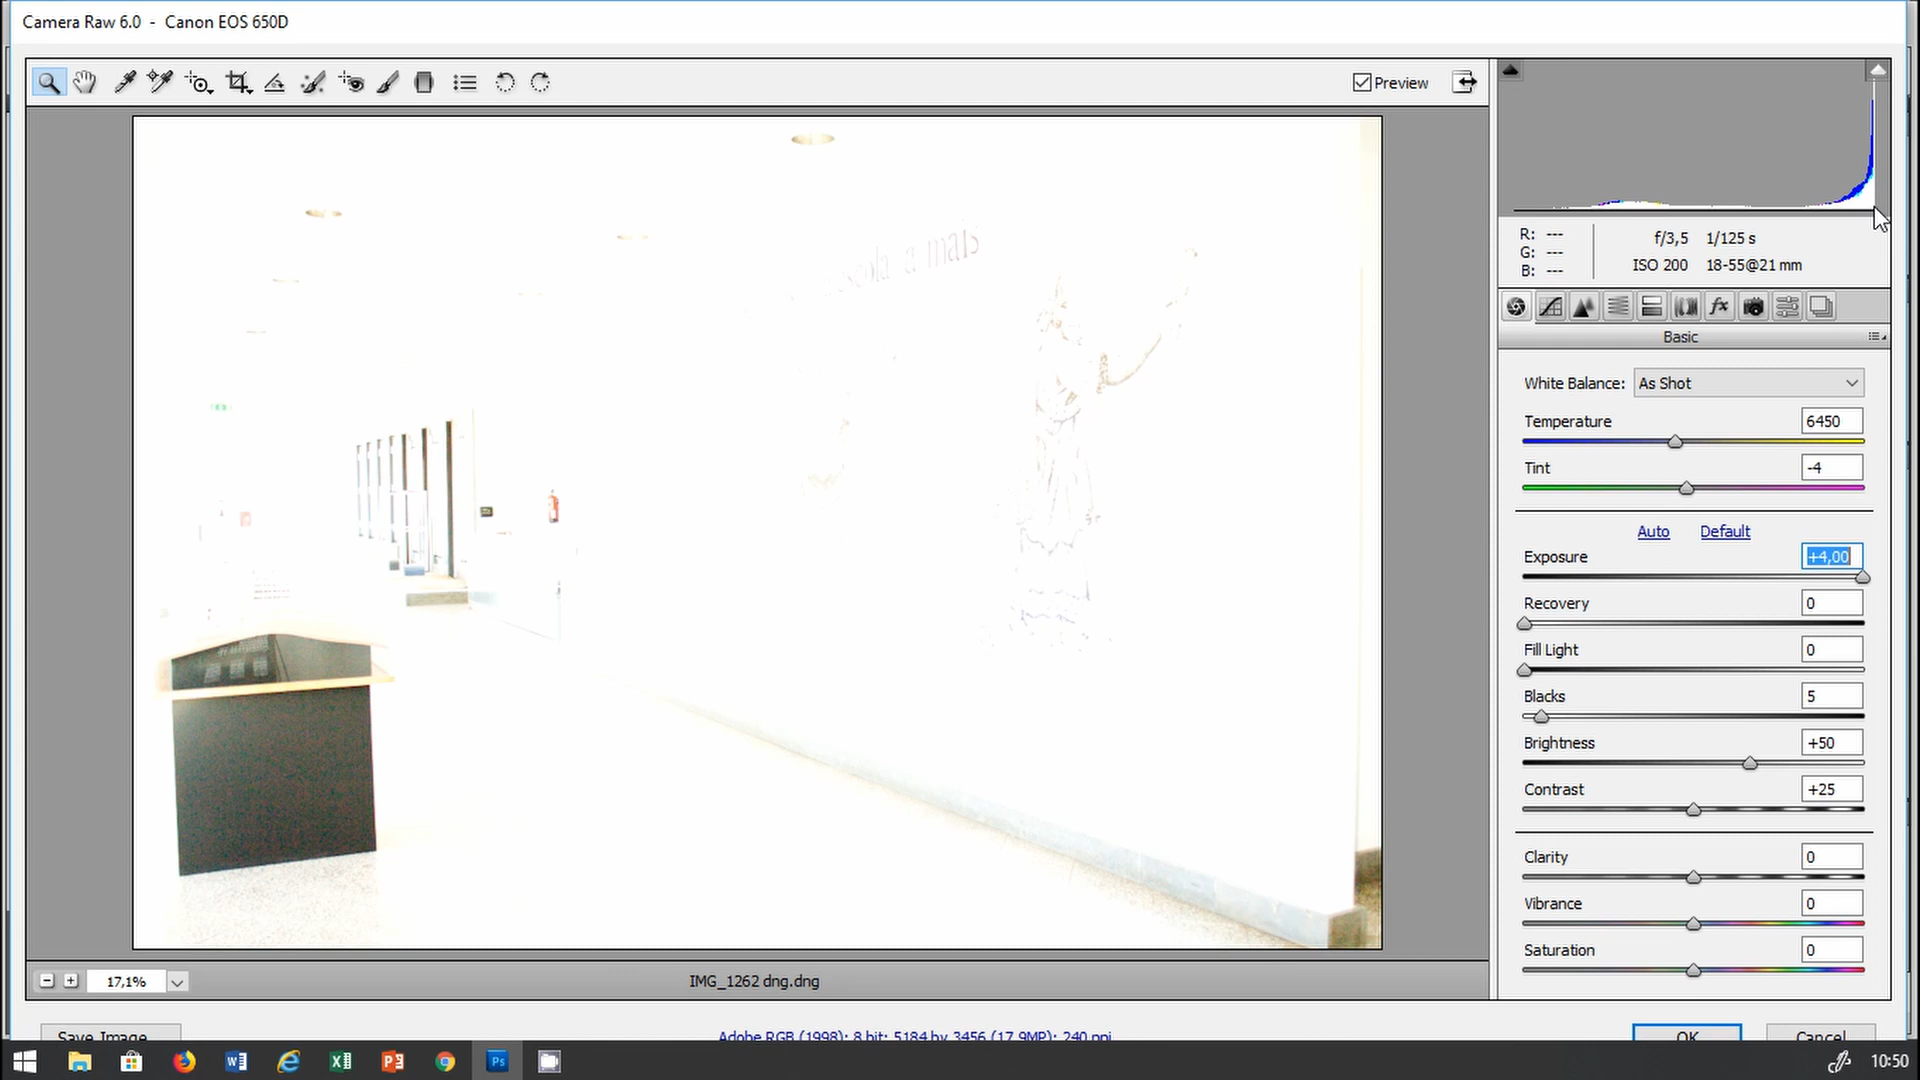 Camera Raw 6.0 - Canon EOS 650D
Preview
R: ---
G: ---
B: ---
f/3,5 1/125 s
ISO 200 18-55@21 mm
Basic
White Balance: As Shot
Temperature 6450
Tint -4
Auto Default
Exposure +4,00
Recovery 0
Fill Light 0
Blacks 5
Brightness +50
Contrast +25
Clarity 0
Vibrance 0
Saturation 0
a mais
17,1%
IMG_1262 dng.dng
Save Image...
Adobe RGB (1998); 8 bit; 5184 by 3456 (17,9MP); 240 ppi
OK
Cancel
10:50